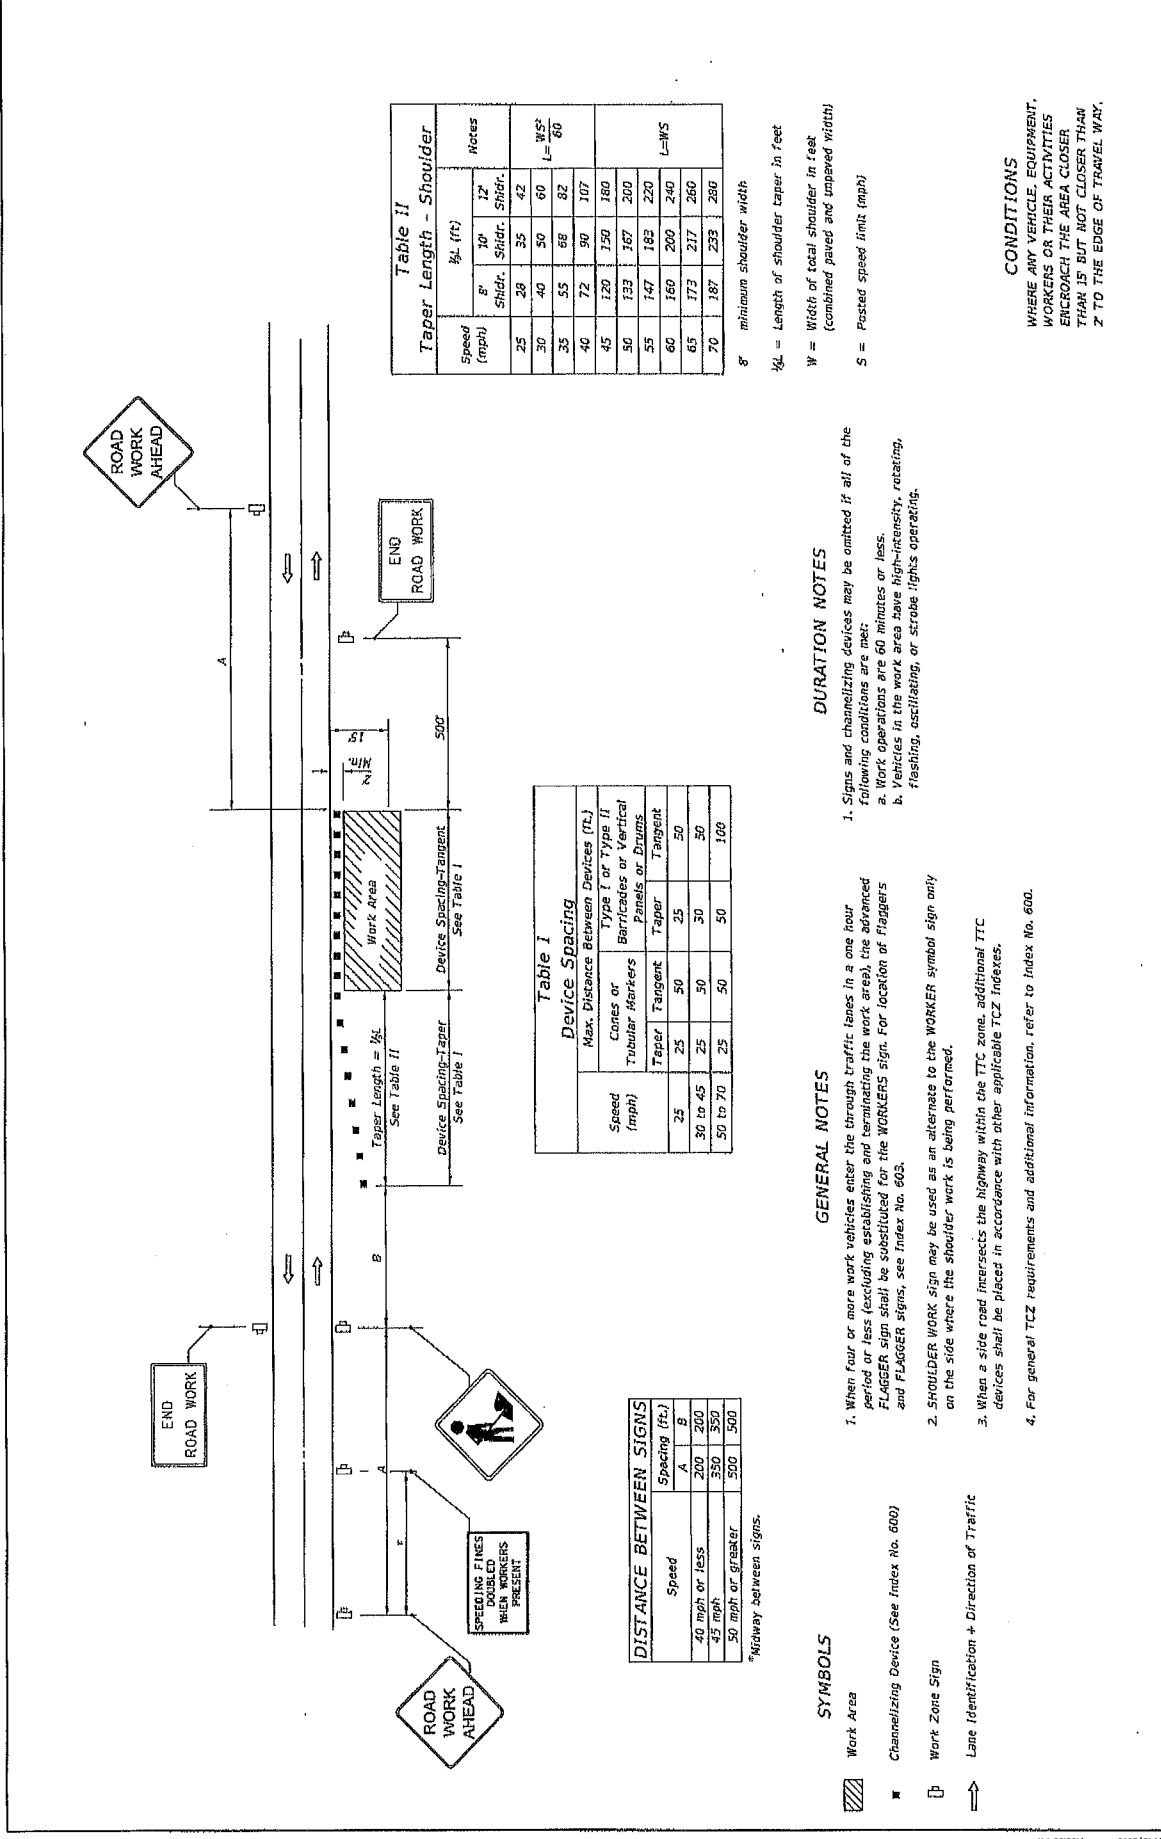 ROAD
WORK
AHEAD
A
END
ROAD WORK
END
ROAD WORK
15'
2'
Min.
500'
Work Area
Taper Length = ⅓L
See Table II
Device Spacing-Taper
See Table I
Device Spacing-Tangent
See Table I
B
A
*
SPEEDING FINES
DOUBLED
WHEN WORKERS
PRESENT
ROAD
WORK
AHEAD
DISTANCE BETWEEN SIGNS
Speed Spacing (ft.)
A B
40 mph or less 200 200
45 mph 350 350
50 mph or greater 500 500
*Midway between signs.
Table I
Device Spacing
Speed (mph) Max. Distance Between Devices (ft.)
Cones or Tubular Markers Type I or Type II Barricades or Vertical Panels or Drums
Taper Tangent Taper Tangent
25 25 50 25 50
30 to 45 25 50 30 50
50 to 70 25 50 50 100
Table II
Taper Length - Shoulder
Speed (mph) ⅓L (ft) Notes
8' Shldr. 10' Shldr. 12' Shldr.
25 28 35 42
30 40 50 60
35 55 68 82
40 72 90 107
L= WS²/60
45 120 150 180
50 133 167 200
55 147 183 220
60 160 200 240
65 173 217 260
70 187 233 280
L=WS
8' minimum shoulder width
⅓L = Length of shoulder taper in feet
W = Width of total shoulder in feet
(combined paved and unpaved width)
S = Posted speed limit (mph)
SYMBOLS
Work Area
Channelizing Device (See Index No. 600)
Work Zone Sign
Lane Identification + Direction of Traffic
GENERAL NOTES
1. When four or more work vehicles enter the through traffic lanes in a one hour
period or less (excluding establishing and terminating the work area), the advanced
FLAGGER sign shall be substituted for the WORKERS sign. For location of flaggers
and FLAGGER signs, see Index No. 603.
2. SHOULDER WORK sign may be used as an alternate to the WORKER symbol sign only
on the side where the shoulder work is being performed.
3. When a side road intersects the highway within the TTC zone, additional TTC
devices shall be placed in accordance with other applicable TCZ Indexes.
4. For general TCZ requirements and additional information, refer to Index No. 600.
DURATION NOTES
1. Signs and channelizing devices may be omitted if all of the
following conditions are met:
a. Work operations are 60 minutes or less.
b. Vehicles in the work area have high-intensity, rotating,
flashing, oscillating, or strobe lights operating.
CONDITIONS
WHERE ANY VEHICLE, EQUIPMENT,
WORKERS OR THEIR ACTIVITIES
ENCROACH THE AREA CLOSER
THAN 15' BUT NOT CLOSER THAN
2' TO THE EDGE OF TRAVEL WAY.